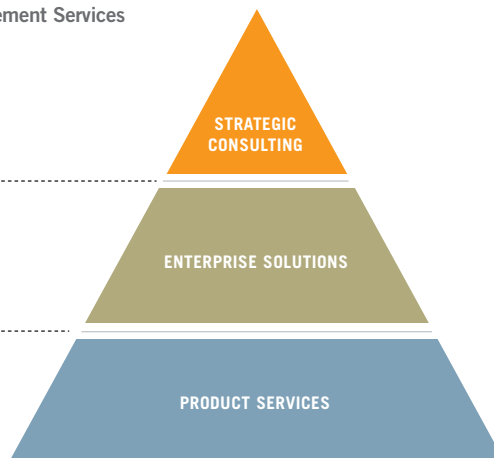 ement Services
STRATEGIC
CONSULTING
ENTERPRISE SOLUTIONS
PRODUCT SERVICES